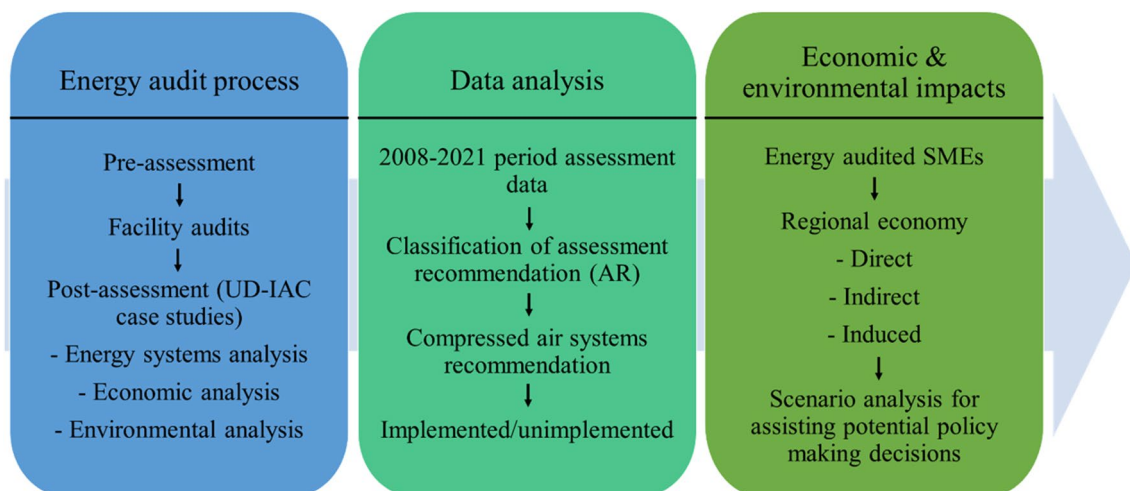 Energy audit process
Pre-assessment
Facility audits
Post-assessment (UD-IAC
case studies)
- Energy systems analysis
- Economic analysis
- Environmental analysis
Data analysis
2008-2021 period assessment
data
Classification of assessment
recommendation (AR)
Compressed air systems
recommendation
Implemented/unimplemented
Economic &
environmental impacts
Energy audited SMEs
Regional economy
- Direct
- Indirect
- Induced
Scenario analysis for
assisting potential policy
making decisions